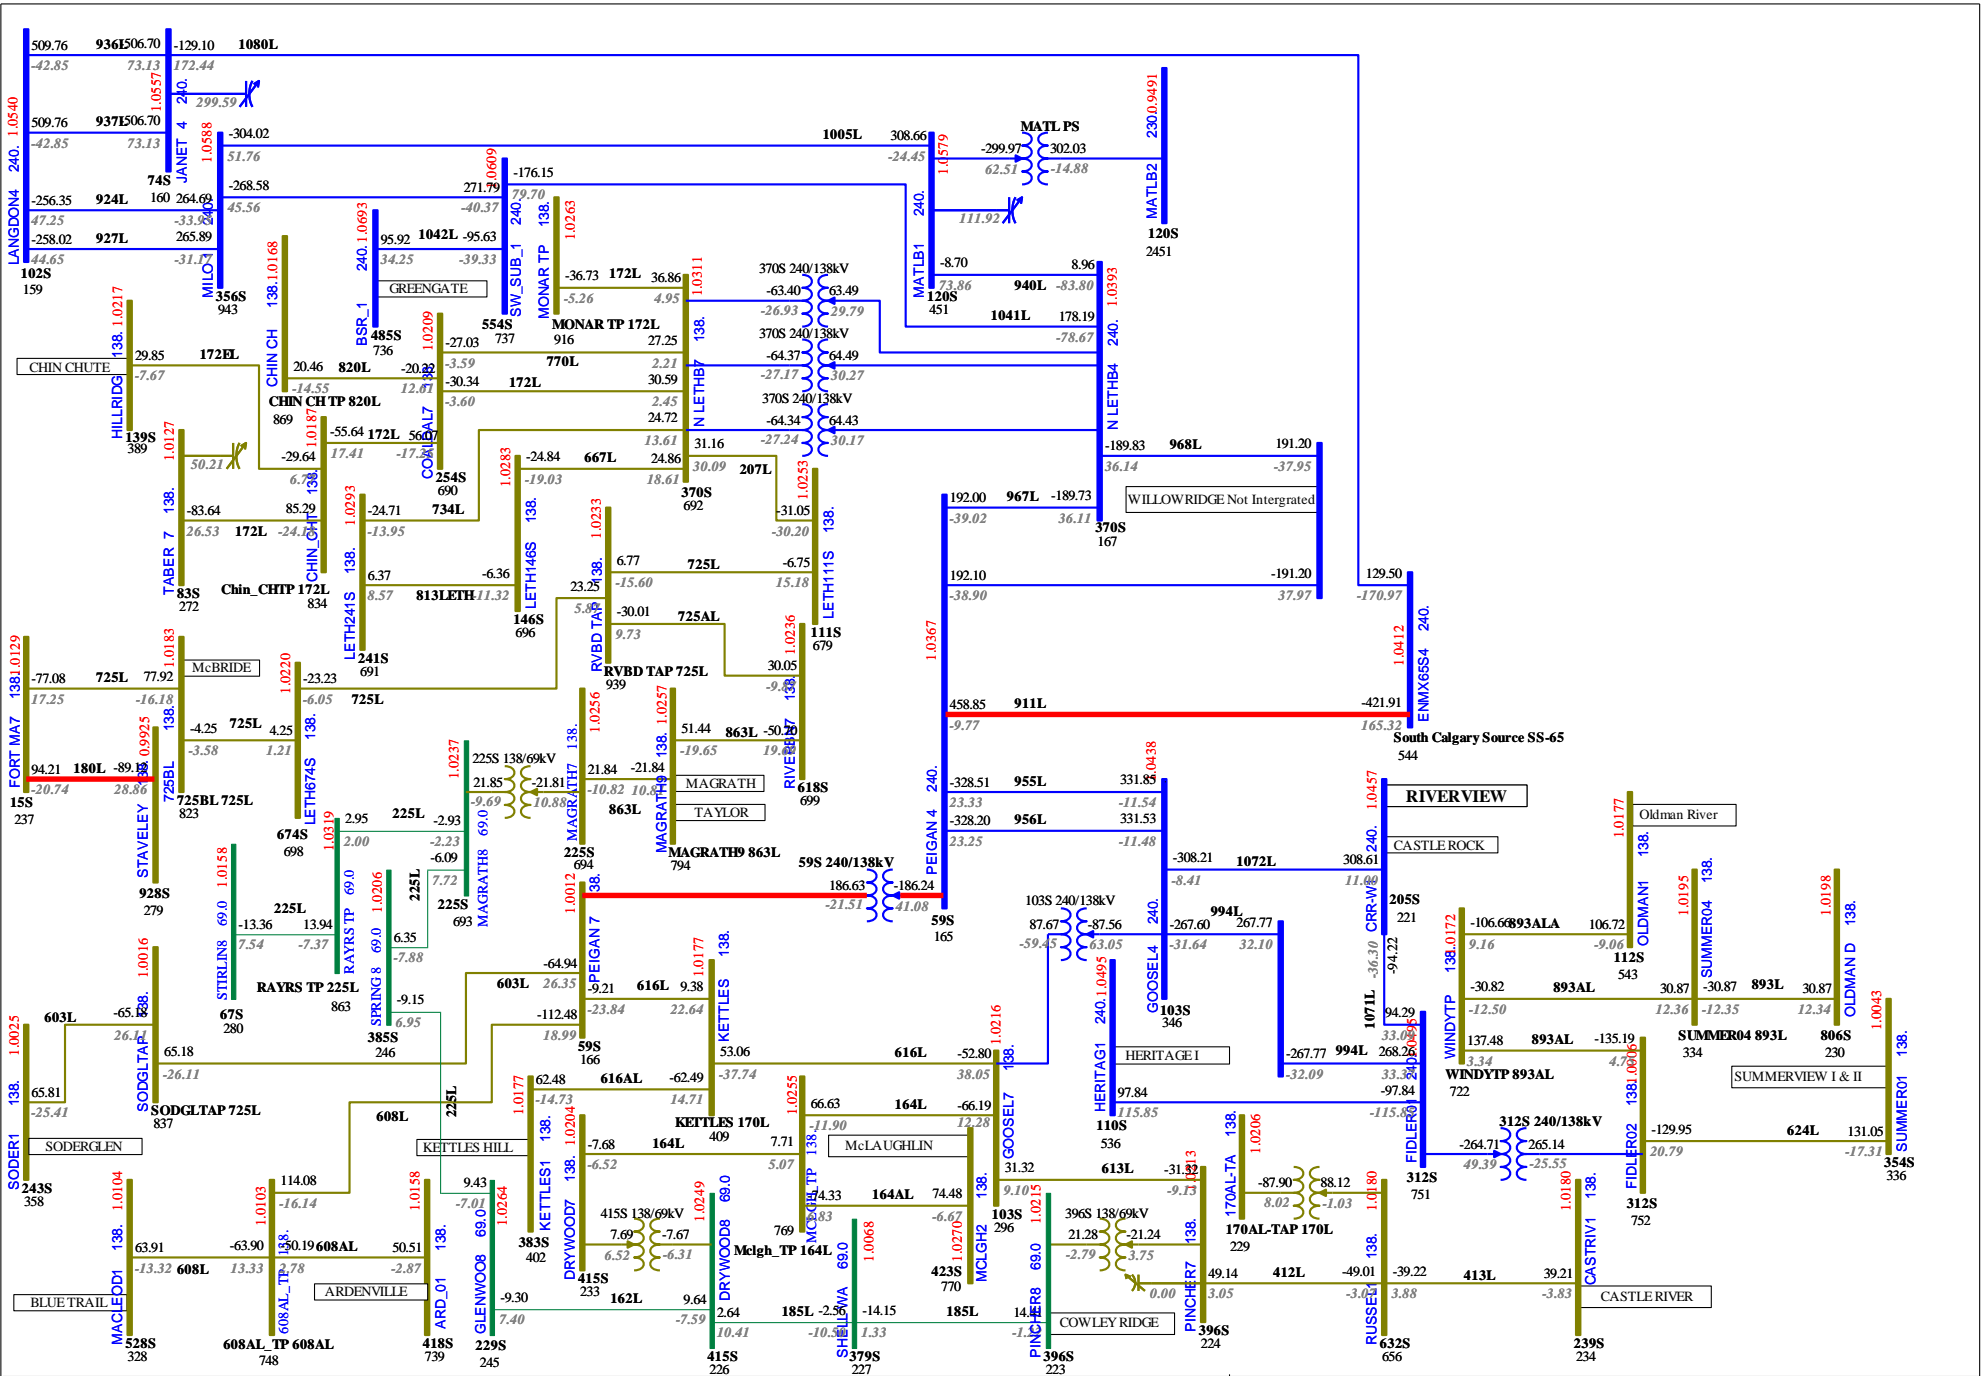 509.76 936L 506.70 -129.10 1080L
-42.85 73.13 172.44
299.59
509.76 937L 506.70
-42.85 73.13
LANGDON4 240. 1.0540
JANET 4 240. 1.0557
74S
160
-256.35 924L 264.69
47.25
-258.02 927L 265.89
44.65
102S
159
MILO1 1.0588
356S
943
-304.02 1005L 308.66
51.76 -24.45
-268.58 271.79
45.56 -40.37
-176.15
79.70
SW_SUB_1 240. 1.0609
554S
737
BSR_1 240. 1.0693
95.92 1042L -95.63
34.25 -39.33
GREENGATE
485S
736
MATL PS
-299.97 302.03
62.51 -14.88
111.92
MATLB2 230. 0.9491
120S
2451
MATLB1 240. 1.0579
-8.70 940L 8.96
73.86 -83.80
120S
451
1041L 178.19
-78.67
N LETHB4 240. 1.0393
MONAR TP 138. 1.0263
-36.73 172L 36.86
-5.26 4.95
MONAR TP 172L
916
370S 240/138kV
-63.40 63.49
-26.93 29.79
370S 240/138kV
-64.37 64.49
-27.17 30.27
370S 240/138kV
-64.34 64.43
-27.24 30.17
N LETHB7 138. 1.0311
-27.03 770L 27.25
-3.59 2.21
-30.34 172L 30.59
-3.60 2.45
24.72
13.61
31.16 207L
30.09
24.86
18.61
370S
692
HILLRIDG 138. 1.0217
CHIN CHUTE
29.85 172EL
-7.67
139S
389
CHIN CH 138. 1.0168
20.46 820L
-14.55 12.61
CHIN CH TP 820L
869
COALDAL7 138. 1.0209
254S
690
-55.64 172L 56.07
17.41
1.0187
-29.64
CHIN_CHT 138.
Chin_CHTP 172L
834
TABER 7 138. 1.0127
50.21
-83.64 172L 85.29
26.53
83S
272
LETH241S 138. 1.0293
-24.71 734L
-13.95
6.37 813LETH -6.36
8.57 -11.32
241S
691
LETH146S 138. 1.0283
-24.84 667L
-19.03
146S
696
RVBD TAP 138. 1.0233
6.77 725L -6.75
-15.60 15.18
23.25
-30.01 725AL
9.73
RVBD TAP 725L
939
LETH111S 138. 1.0253
-31.05
-30.20
111S
679
RIVERB7 138. 1.0236
30.05
618S
699
-189.83 968L 191.20
36.14 -37.95
WILLOWRIDGE Not Intergrated
192.00 967L -189.73
-39.02 36.11
370S
167
192.10 -191.20
-38.90 37.97
129.50
-170.97
ENMX65S4 240. 1.0412
458.85 911L -421.91
-9.77 165.32
South Calgary Source SS-65
544
PEIGAN 4 240. 1.0367
-328.51 955L 331.85
23.33 -11.54
-328.20 956L 331.53
23.25 -11.48
59S
165
FORT MA7 138. 1.0129
-77.08 725L 77.92
17.25 -16.18
McBRIDE
94.21 180L
-20.74 28.86
15S
237
725BL 138. 1.0183
-4.25 725L 4.25
-3.58 1.21
725BL 725L
823
STAVELEY 0.9925
928S
279
LETH674S 138. 1.0220
-23.23 725L
-6.05
674S
698
MAGRATH7 138. 1.0256
21.84 863L -21.84
-10.82
225S
694
MAGRATH9 138. 1.0257
51.44 863L
-19.65
MAGRATH
TAYLOR
MAGRATH9 863L
794
225S 138/69kV
21.85 -21.81
-9.69 10.88
MAGRATH8 69.0 1.0237
-2.93
-2.23
-6.09
7.72
225S
693
RAYRS TP 69.0 1.0319
2.95 225L
2.00
RAYRS TP 225L
863
STIRLIN8 69.0 1.0158
-13.36 225L 13.94
7.54 -7.37
67S
280
SPRING 8 69.0 1.0206
6.35 225L
-7.88
-9.15
6.95
385S
246
225L
59S 240/138kV
186.63 -186.24
-21.51 41.08
PEIGAN 7 138. 1.0012
-64.94 603L
26.35
-9.21 616L 9.38
-23.84 22.64
-112.48
18.99
59S
166
KETTLES 138. 1.0177
53.06 616L -52.80
-37.74 38.05
62.48 616AL -62.49
-14.73 14.71
KETTLES 170L
409
SODGLTAP 138. 1.0016
65.18
-26.11
SODGLTAP 725L
837
SODER1 138. 1.0025
603L
65.81
-25.41
SODERGLEN
243S
358
MACLEOD1 138. 1.0104
63.91 608L -63.90
-13.32 13.33
BLUE TRAIL
528S
328
608L
608AL_TP 138. 1.0103
114.08
-16.14
-50.19 608AL 50.51
2.78 -2.87
608AL_TP 608AL
748
ARDENVILLE
ARD_01 138. 1.0158
418S
739
GLENWOO8 69.0 1.0264
9.43
-7.01
-9.30 162L 9.64
7.40 -7.59
229S
245
KETTLES HILL
KETTLES1 138. 1.0177
383S
402
DRYWOOD7 138. 1.0204
-7.68 164L 7.71
-6.52 5.07
415S
233
415S 138/69kV
7.69 -7.67
6.52 -6.31
DRYWOOD8 69.0 1.0249
2.64 185L -2.56
10.41
415S
226
MCLGH_TP 138. 1.0255
66.63 164L -66.19
-11.90 12.28
164AL 74.48
-6.67
769
Mclgh_TP 164L
McLAUGHLIN
MCLGH2 138. 1.0270
423S
770
SHELLWA 69.0 1.0068
-14.15 185L
1.33
379S
227
PINCHER8 69.0 1.0215
COWLEY RIDGE
396S
223
GOOSEL7 138. 1.0216
31.32 613L
9.10 -9.13
103S
296
103S 240/138kV
87.67 -87.56
-59.45 63.05
GOOSEL4 240. 1.0438
-308.21 1072L 308.61
-8.41
-267.60 994L 267.77
-31.64 32.10
103S
346
RIVERVIEW
CASTLE ROCK
CRR-W 240. 1.0457
205S
221
-36.30
-94.22
1071L
94.29
HERITAG1 240. 1.0495
HERITAGE I
97.84 -97.84
115.85
110S
536
-267.77 994L
-32.09
FIDLER01 240.
312S
751
312S 240/138kV
-264.71 265.14
49.39 -25.55
FIDLER02 138.
-135.19
-129.95 624L 131.05
20.79 -17.31
312S
752
WINDYTP 138. 1.0172
893ALA 106.72
9.16 -9.06
-30.82 893AL 30.87
-12.50 12.36
137.48 893AL
3.34
WINDYTP 893AL
722
OLDMAN1 138. 1.0177
Oldman River
112S
543
SUMMER04 138. 1.0195
-30.87 893L 30.87
-12.35 12.34
SUMMER04 893L
334
OLDMAN D 138. 1.0198
806S
230
SUMMERVIEW I & II
SUMMER01 138. 1.0043
354S
336
PINCHER7 138.
396S 138/69kV
21.28 -21.24
-2.79 3.75
0.00
49.14 412L -49.01
3.05
396S
224
170AL-TA 138. 1.0206
-87.90 88.12
8.02 -1.03
170AL-TAP 170L
229
RUSSEL1 138. 1.0180
-39.22 413L 39.21
3.88 -3.83
632S
656
CASTRIV1 138. 1.0180
CASTLE RIVER
239S
234